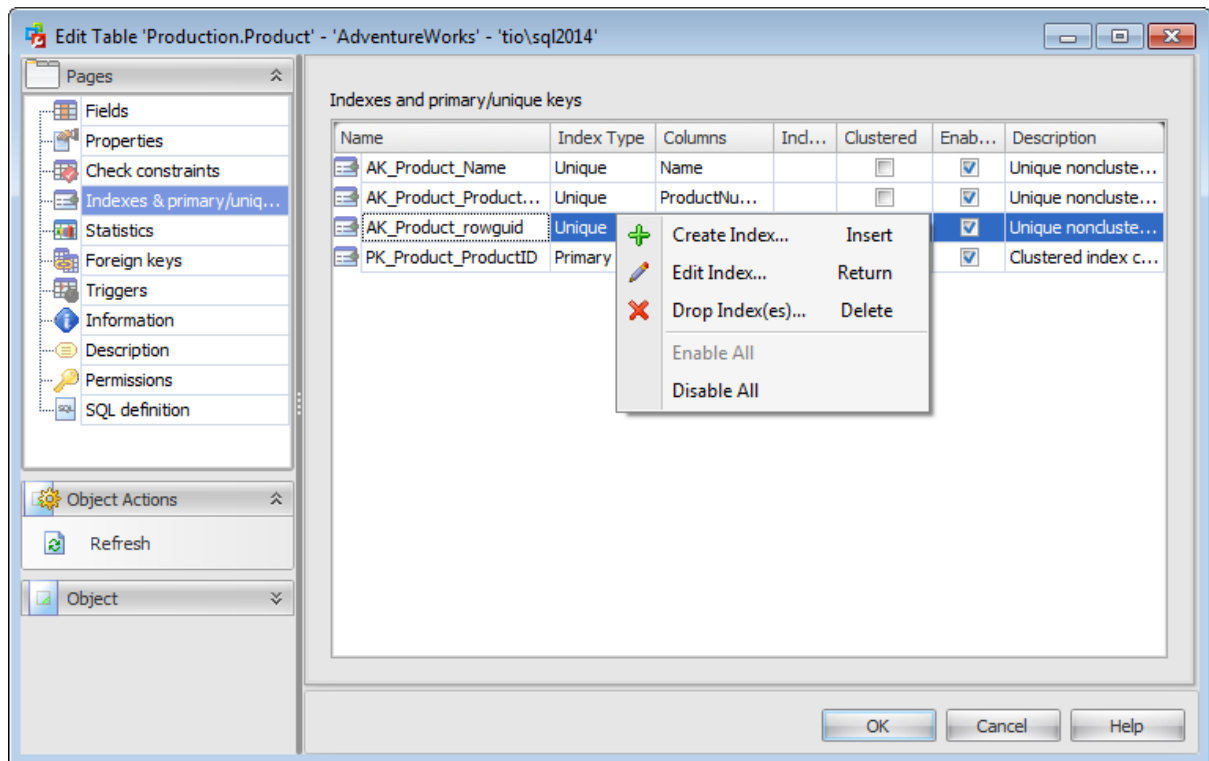 Edit Table 'Production.Product' - 'AdventureWorks' - 'tio\sql2014'
Pages
Fields
Properties
Check constraints
Indexes & primary/uniq...
Statistics
Foreign keys
Triggers
Information
Description
Permissions
SQL definition
Object Actions
Refresh
Object
Indexes and primary/unique keys
Name Index Type Columns Incl... Clustered Enab... Description
AK_Product_Name Unique Name Unique noncluste...
AK_Product_Product... Unique ProductNu... Unique noncluste...
AK_Product_rowguid Unique Unique noncluste...
PK_Product_ProductID Primary Clustered index c...
Create Index... Insert
Edit Index... Return
Drop Index(es)... Delete
Enable All
Disable All
OK Cancel Help